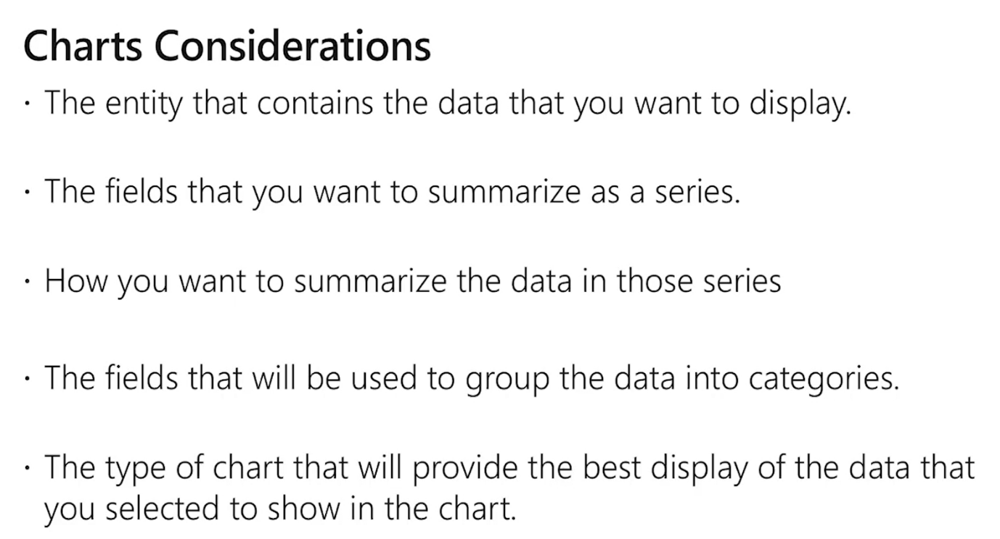 Charts Considerations
· The entity that contains the data that you want to display.
· The fields that you want to summarize as a series.
· How you want to summarize the data in those series
· The fields that will be used to group the data into categories.
· The type of chart that will provide the best display of the data that
you selected to show in the chart.